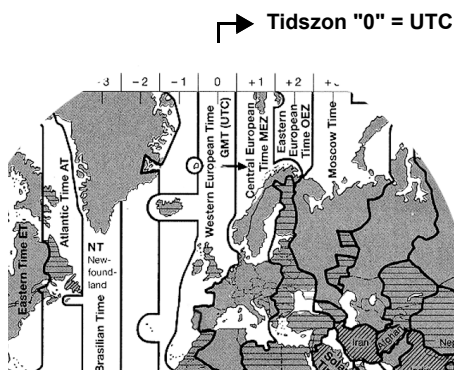 Tidszon "0" = UTC
-3 -2 -1 0 +1 +2
Eastern Time ET
Atlantic Time AT
NT
New-
found-
land
Brasilian Time
Western European Time
GMT (UTC)
Central European
Time MEZ
Eastern
European
Time OEZ
Moscow Time
Iran
Afghan